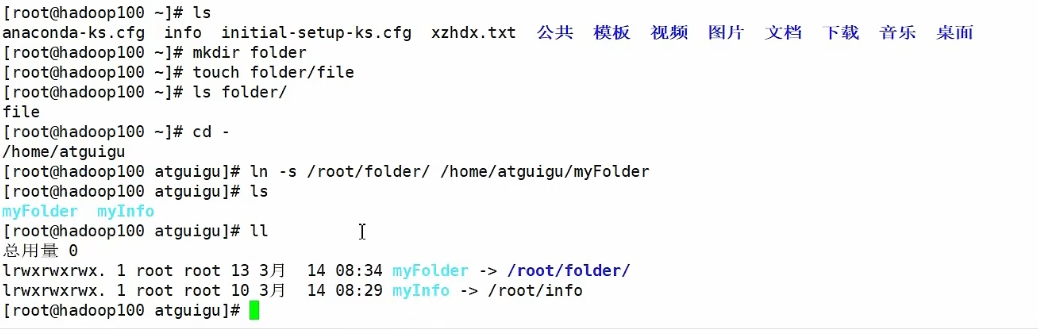 [root@hadoop100 ~]# ls
anaconda-ks.cfg  info  initial-setup-ks.cfg  xzhdx.txt  公共  模板  视频  图片  文档  下载  音乐  桌面
[root@hadoop100 ~]# mkdir folder
[root@hadoop100 ~]# touch folder/file
[root@hadoop100 ~]# ls folder/
file
[root@hadoop100 ~]# cd -
/home/atguigu
[root@hadoop100 atguigu]# ln -s /root/folder/ /home/atguigu/myFolder
[root@hadoop100 atguigu]# ls
myFolder  myInfo
[root@hadoop100 atguigu]# ll
总用量 0
lrwxrwxrwx. 1 root root 13 3月  14 08:34 myFolder -> /root/folder/
lrwxrwxrwx. 1 root root 10 3月  14 08:29 myInfo -> /root/info
[root@hadoop100 atguigu]#